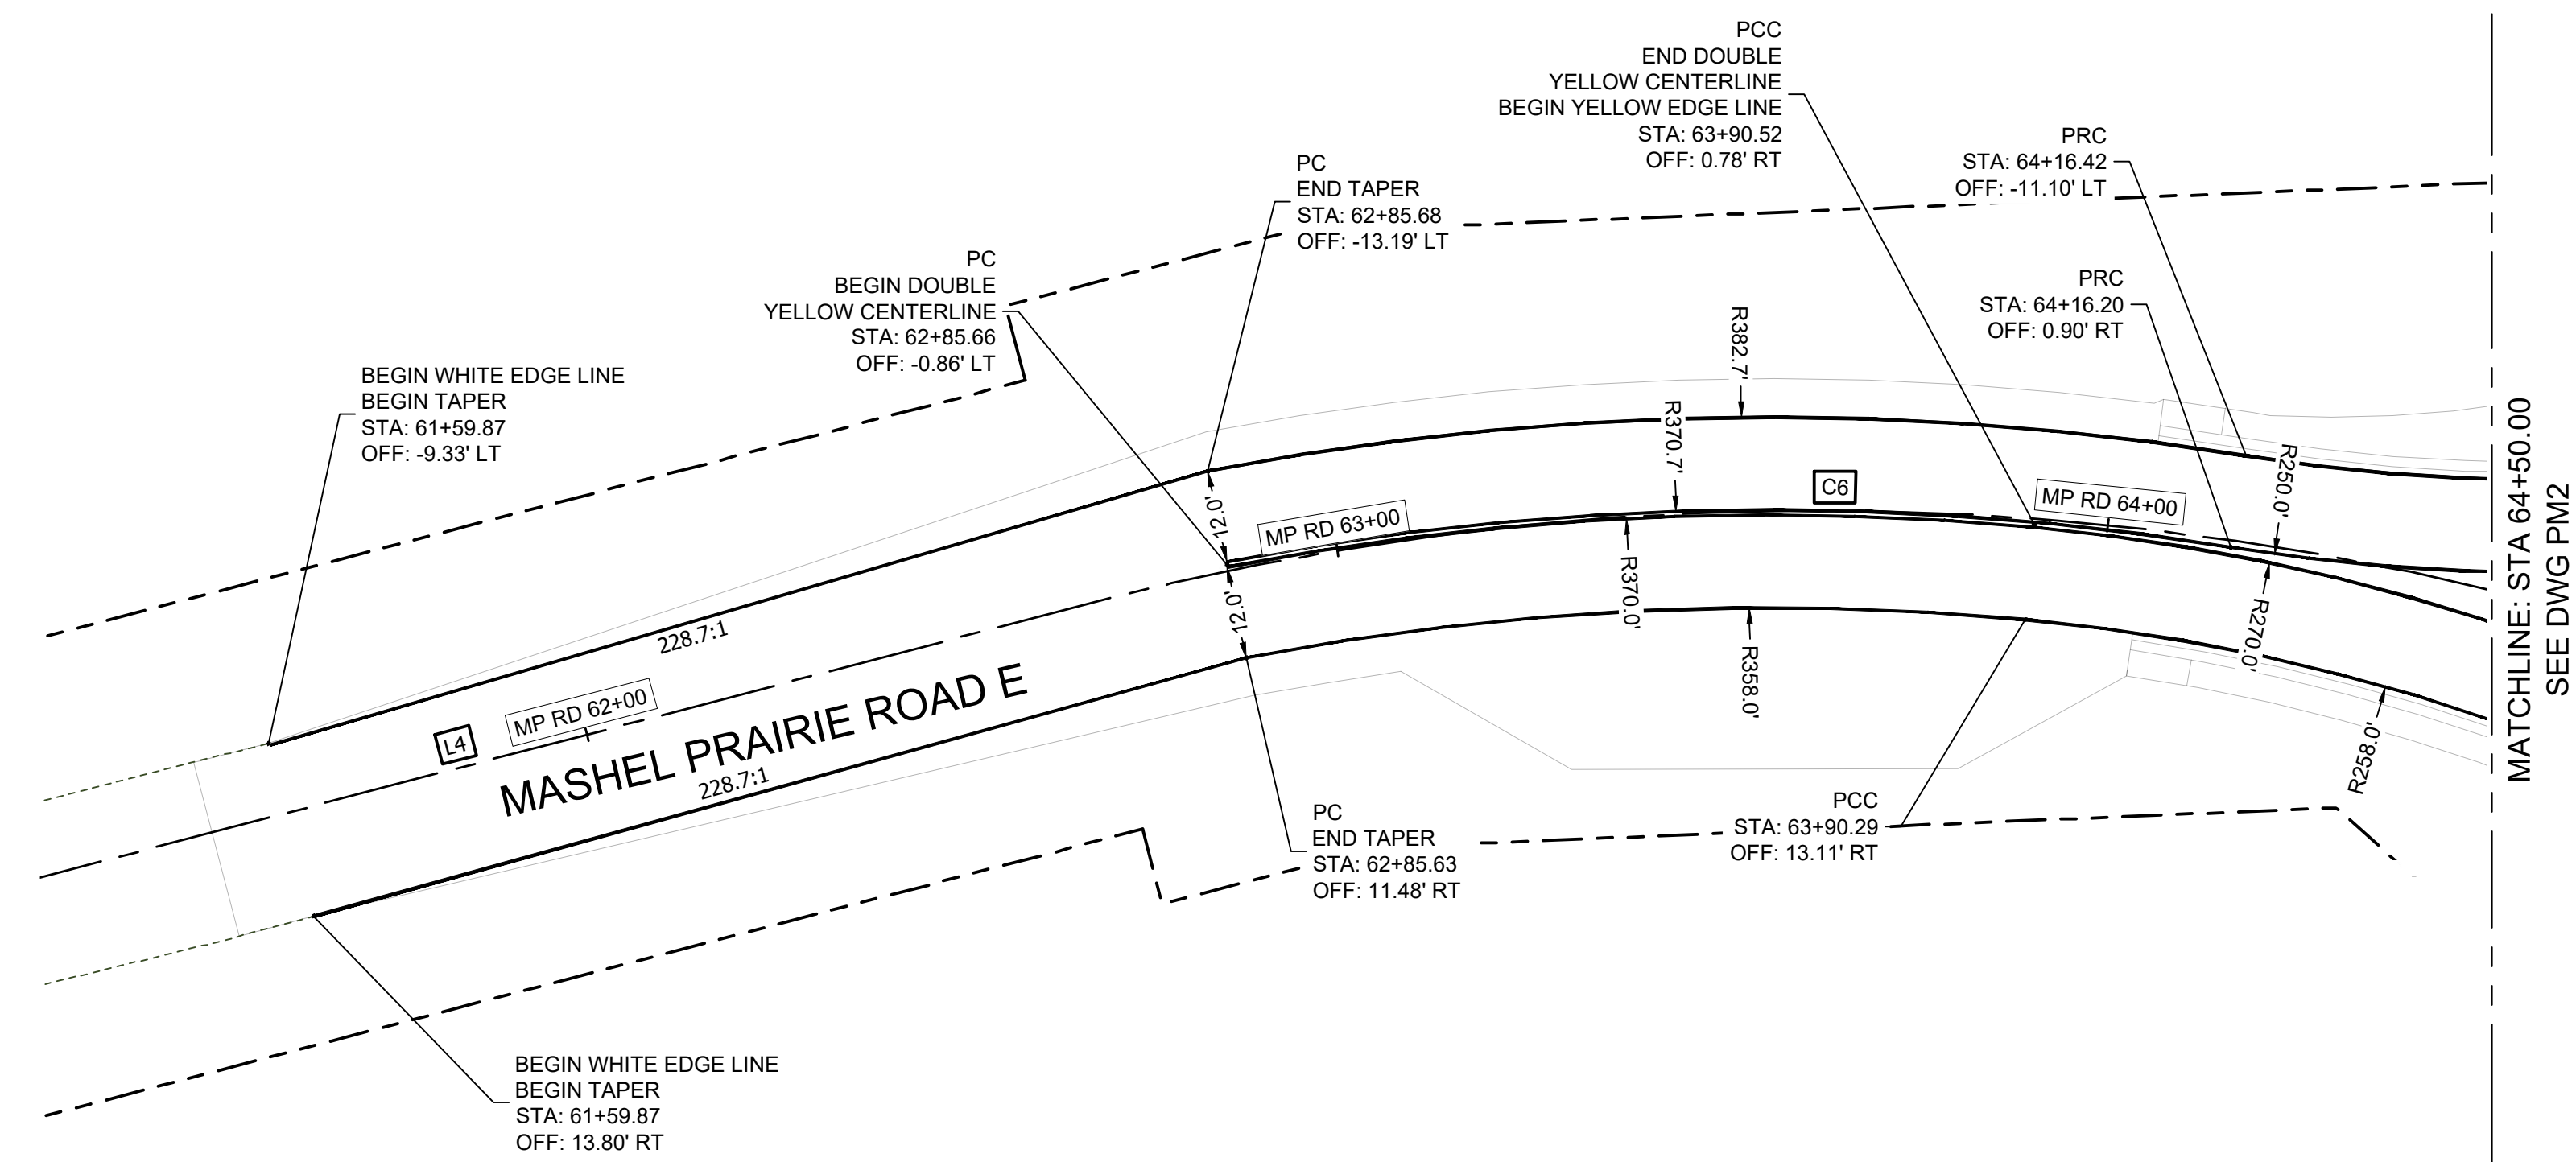 PCC
END DOUBLE
YELLOW CENTERLINE
BEGIN YELLOW EDGE LINE
STA: 63+90.52
OFF: 0.78' RT
PRC
STA: 64+16.42
OFF: -11.10' LT
PC
END TAPER
STA: 62+85.68
OFF: -13.19' LT
PC
BEGIN DOUBLE
YELLOW CENTERLINE
STA: 62+85.66
OFF: -0.86' LT
PRC
STA: 64+16.20
OFF: 0.90' RT
BEGIN WHITE EDGE LINE
BEGIN TAPER
STA: 61+59.87
OFF: -9.33' LT
R382.7'
R370.7'
C6
R250.0'
MP RD 64+00
12.0'
MP RD 63+00
R370.0'
12.0'
R358.0'
R270.0'
R258.0'
228.7:1
L4
MP RD 62+00
MASHEL PRAIRIE ROAD E
228.7:1
MATCHLINE: STA 64+50.00
SEE DWG PM2
PC
END TAPER
STA: 62+85.63
OFF: 11.48' RT
PCC
STA: 63+90.29
OFF: 13.11' RT
BEGIN WHITE EDGE LINE
BEGIN TAPER
STA: 61+59.87
OFF: 13.80' RT